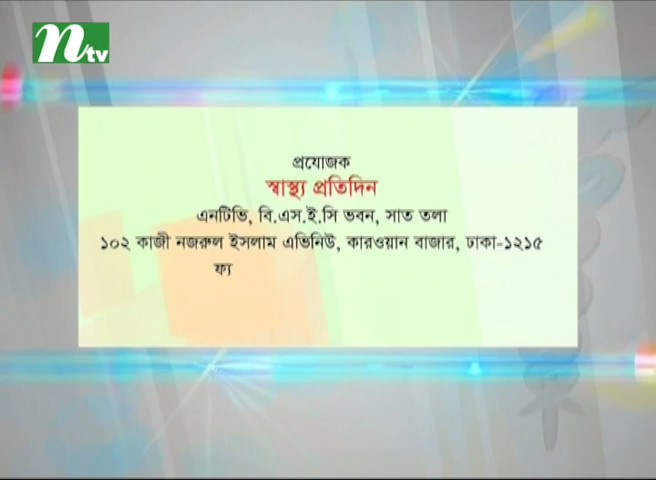 ntv
প্রযোজক
স্বাস্থ্য প্রতিদিন
এনটিভি, বি.এস.ই.সি ভবন, সাত তলা
১০২ কাজী নজরুল ইসলাম এভিনিউ, কারওয়ান বাজার, ঢাকা-১২১৫
ফ্য